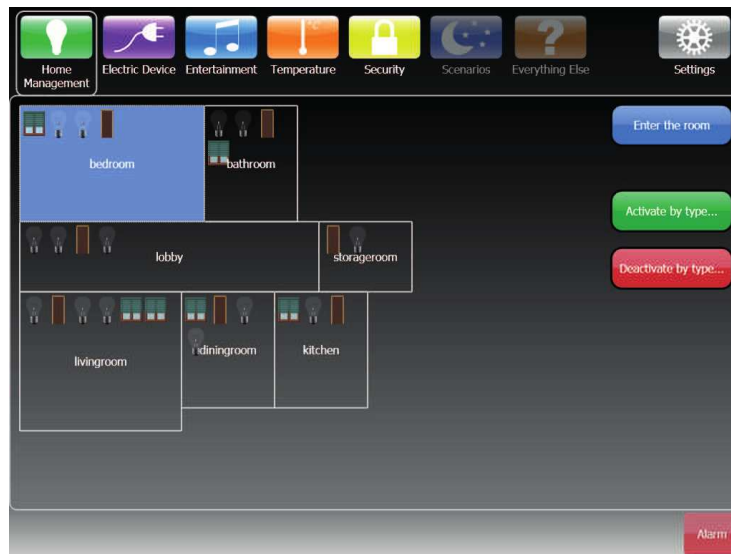 Home
Management
Electric Device
Entertainment
Temperature
Security
Scenarios
Everything Else
Settings
bedroom
bathroom
Enter the room
Activate by type...
lobby
storageroom
Deactivate by type...
livingroom
diningroom
kitchen
Alarm